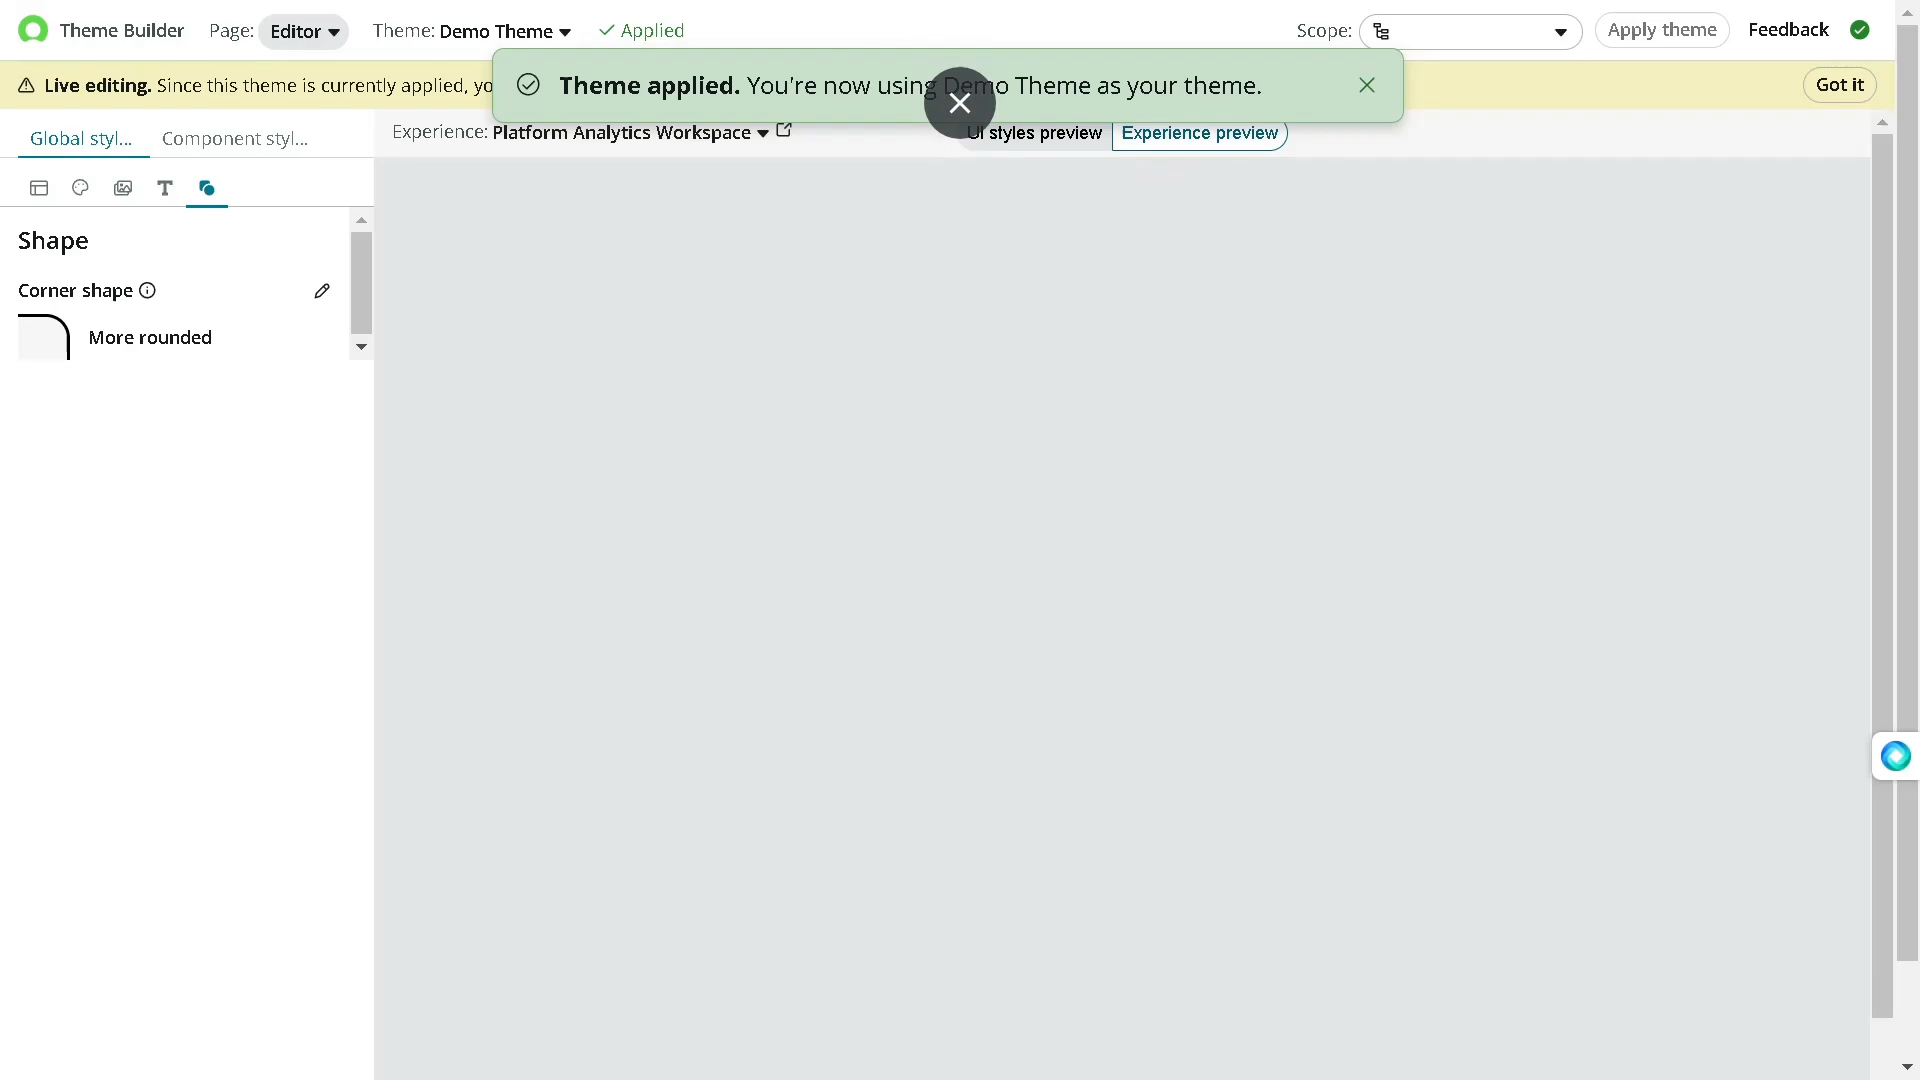 Theme Builder Page: Editor Theme: Demo Theme Applied Scope: Apply theme Feedback
Live editing. Since this theme is currently applied, yo
Theme applied. You're now using Demo Theme as your theme.
Got it
Global styl... Component styl...
Experience: Platform Analytics Workspace UI styles preview Experience preview
Shape
Corner shape
More rounded